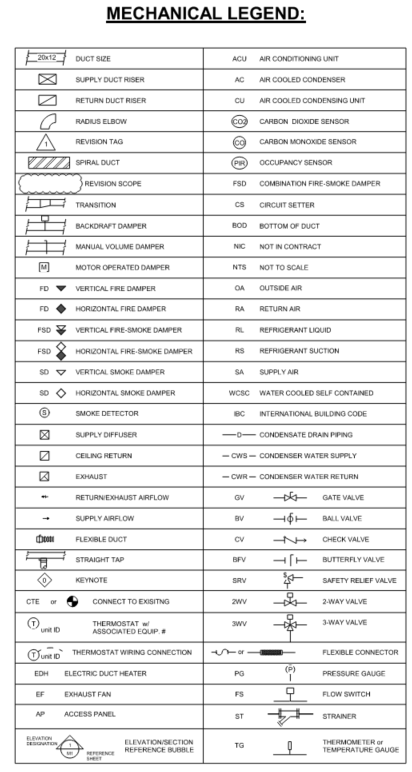 MECHANICAL LEGEND:
20x12 DUCT SIZE
SUPPLY DUCT RISER
RETURN DUCT RISER
RADIUS ELBOW
1 REVISION TAG
SPIRAL DUCT
REVISION SCOPE
TRANSITION
BACKDRAFT DAMPER
MANUAL VOLUME DAMPER
M MOTOR OPERATED DAMPER
FD VERTICAL FIRE DAMPER
FD HORIZONTAL FIRE DAMPER
FSD VERTICAL FIRE-SMOKE DAMPER
FSD HORIZONTAL FIRE-SMOKE DAMPER
SD VERTICAL SMOKE DAMPER
SD HORIZONTAL SMOKE DAMPER
S SMOKE DETECTOR
SUPPLY DIFFUSER
CEILING RETURN
EXHAUST
RETURN/EXHAUST AIRFLOW
SUPPLY AIRFLOW
FLEXIBLE DUCT
STRAIGHT TAP
0 KEYNOTE
CTE or CONNECT TO EXISITNG
T unit ID THERMOSTAT w/
ASSOCIATED EQUIP. #
T unit ID THERMOSTAT WIRING CONNECTION
EDH ELECTRIC DUCT HEATER
EF EXHAUST FAN
AP ACCESS PANEL
ELEVATION
DESIGNATION
1
M1
REFERENCE
SHEET
ELEVATION/SECTION
REFERENCE BUBBLE
ACU AIR CONDITIONING UNIT
AC AIR COOLED CONDENSER
CU AIR COOLED CONDENSING UNIT
CO2 CARBON DIOXIDE SENSOR
CO CARBON MONOXIDE SENSOR
PIR OCCUPANCY SENSOR
FSD COMBINATION FIRE-SMOKE DAMPER
CS CIRCUIT SETTER
BOD BOTTOM OF DUCT
NIC NOT IN CONTRACT
NTS NOT TO SCALE
OA OUTSIDE AIR
RA RETURN AIR
RL REFRIGERANT LIQUID
RS REFRIGERANT SUCTION
SA SUPPLY AIR
WCSC WATER COOLED SELF CONTAINED
IBC INTERNATIONAL BUILDING CODE
D CONDENSATE DRAIN PIPING
CWS CONDENSER WATER SUPPLY
CWR CONDENSER WATER RETURN
GV GATE VALVE
BV BALL VALVE
CV CHECK VALVE
BFV BUTTERFLY VALVE
SRV S SAFETY RELIEF VALVE
2WV 2-WAY VALVE
3WV 3-WAY VALVE
or FLEXIBLE CONNECTOR
PG (P) PRESSURE GAUGE
FS FLOW SWITCH
ST STRAINER
TG THERMOMETER or
TEMPERATURE GAUGE